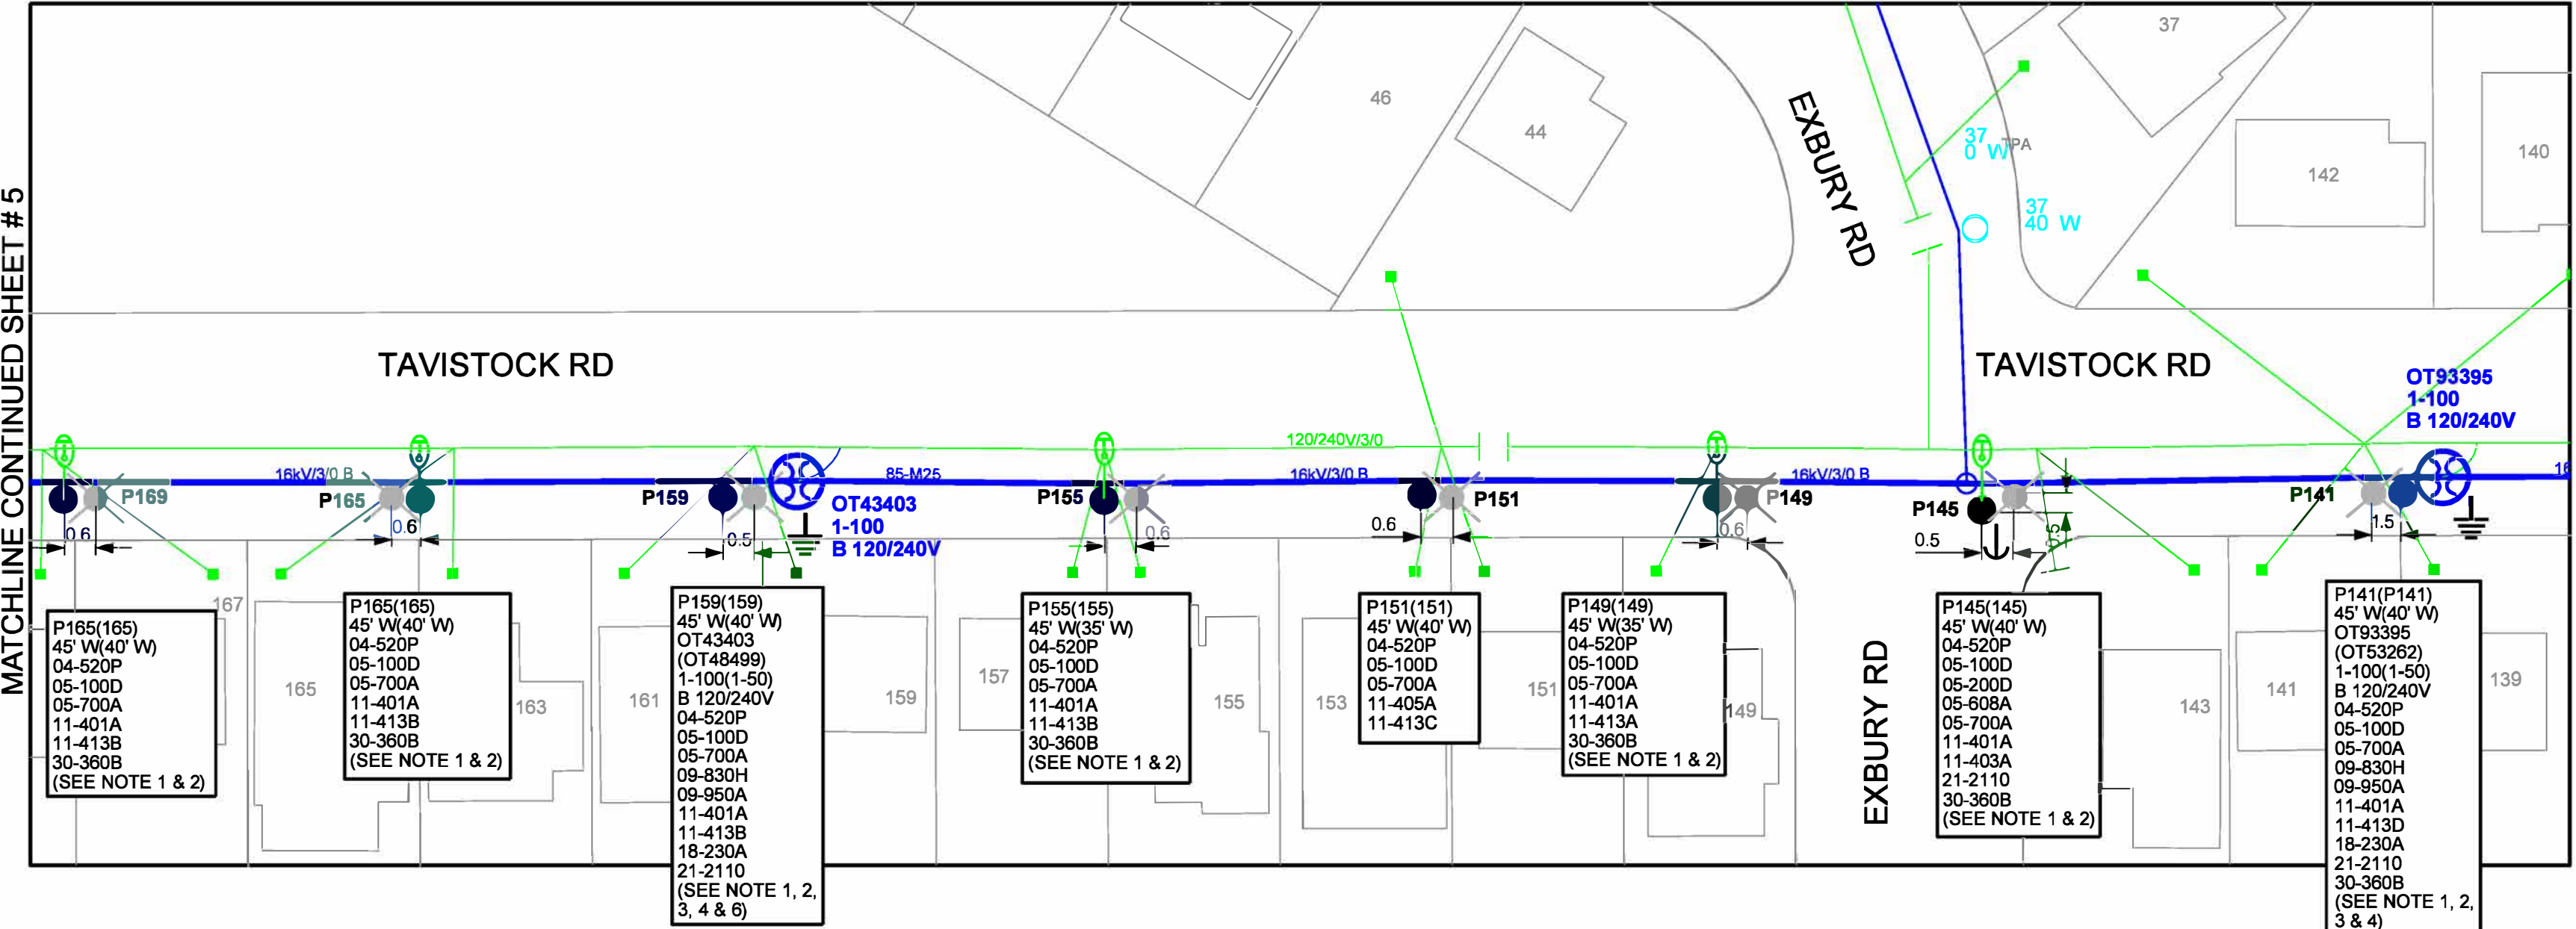 MATCHLINE CONTINUED SHEET # 5
46
44
EXBURY RD
37
37
0 W
TPA
37
40 W
142
140
TAVISTOCK RD
TAVISTOCK RD
OT93395
1-100
B 120/240V
120/240V/3/0
16kV/3/0 B
85-M25
16kV/3/0 B
16kV/3/0 B
16
P169
P165
P159
OT43403
1-100
B 120/240V
P155
P151
P149
P145
P141
0.6
0.6
0.5
0.6
0.6
0.6
0.5
0.5
1.5
167
P165(165)
45' W(40' W)
04-520P
05-100D
05-700A
11-401A
11-413B
30-360B
(SEE NOTE 1 & 2)
165
P165(165)
45' W(40' W)
04-520P
05-100D
05-700A
11-401A
11-413B
30-360B
(SEE NOTE 1 & 2)
163
161
P159(159)
45' W(40' W)
OT43403
(OT48499)
1-100(1-50)
B 120/240V
04-520P
05-100D
05-700A
09-830H
09-950A
11-401A
11-413B
18-230A
21-2110
(SEE NOTE 1, 2,
3, 4 & 6)
159
157
P155(155)
45' W(35' W)
04-520P
05-100D
05-700A
11-401A
11-413B
30-360B
(SEE NOTE 1 & 2)
155
153
P151(151)
45' W(40' W)
04-520P
05-100D
05-700A
11-405A
11-413C
151
P149(149)
45' W(35' W)
04-520P
05-100D
05-700A
11-401A
11-413A
30-360B
(SEE NOTE 1 & 2)
149
EXBURY RD
P145(145)
45' W(40' W)
04-520P
05-100D
05-200D
05-608A
05-700A
11-401A
11-403A
21-2110
30-360B
(SEE NOTE 1 & 2)
143
141
P141(P141)
45' W(40' W)
OT93395
(OT53262)
1-100(1-50)
B 120/240V
04-520P
05-100D
05-700A
09-830H
09-950A
11-401A
11-413D
18-230A
21-2110
30-360B
(SEE NOTE 1, 2,
3 & 4)
139